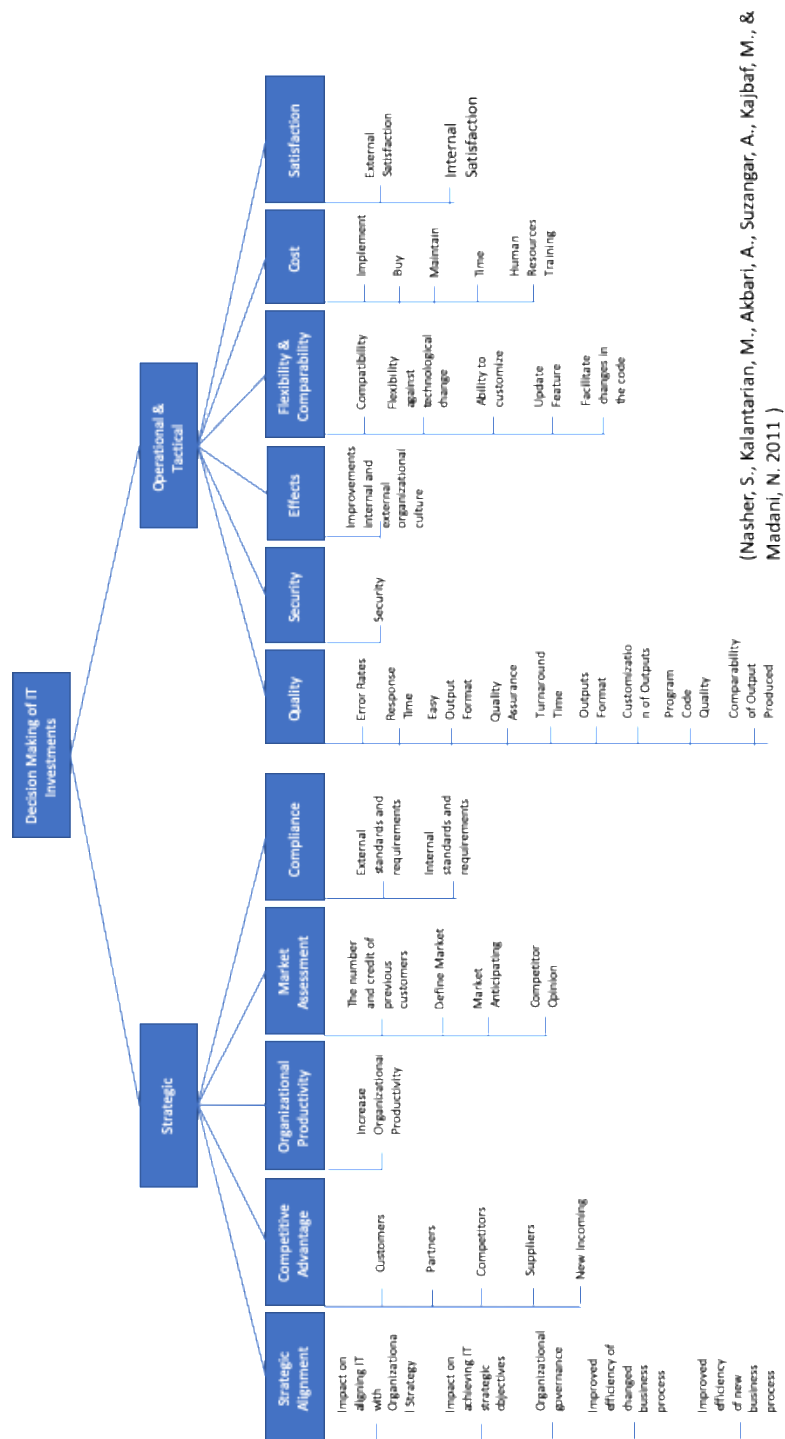 Decision Making of IT
Investments
Strategic
Operational &
Tactical
Strategic
Alignment
Competitive
Advantage
Organizational
Productivity
Market
Assessment
Compliance
Quality
Security
Effects
Flexibility &
Comparability
Cost
Satisfaction
Impact on
aligning IT
with
Organizationa
l Strategy
Impact on
achieving IT
strategic
objectives
Organizational
governance
Improved
efficiency of
changed
business
process
Improved
efficiency
of new
business
process
Customers
Partners
Competitors
Suppliers
New Incoming
Increase
Organizational
Productivity
The number
and credit of
previous
customers
Define Market
Market
Anticipating
Competitor
Opinion
External
standards and
requirements
Internal
standards and
requirements
Error Rates
Response
Time
Easy
Output
Format
Quality
Assurance
Turnaround
Time
Outputs
Format
Customizatio
n of Outputs
Program
Code
Quality
Comparability
of Output
Produced
Security
Improvements
internal and
external
organizational
culture
Compatibility
Flexibility
against
technological
change
Ability to
customize
Update
Feature
Facilitate
changes in
the code
Implement
Buy
Maintain
Time
Human
Resources
Training
External
Satisfaction
Internal
Satisfaction
(Nasher, S., Kalantarian, M., Akbari, A., Suzangar, A., Kajbaf, M., &
Madani, N. 2011 )